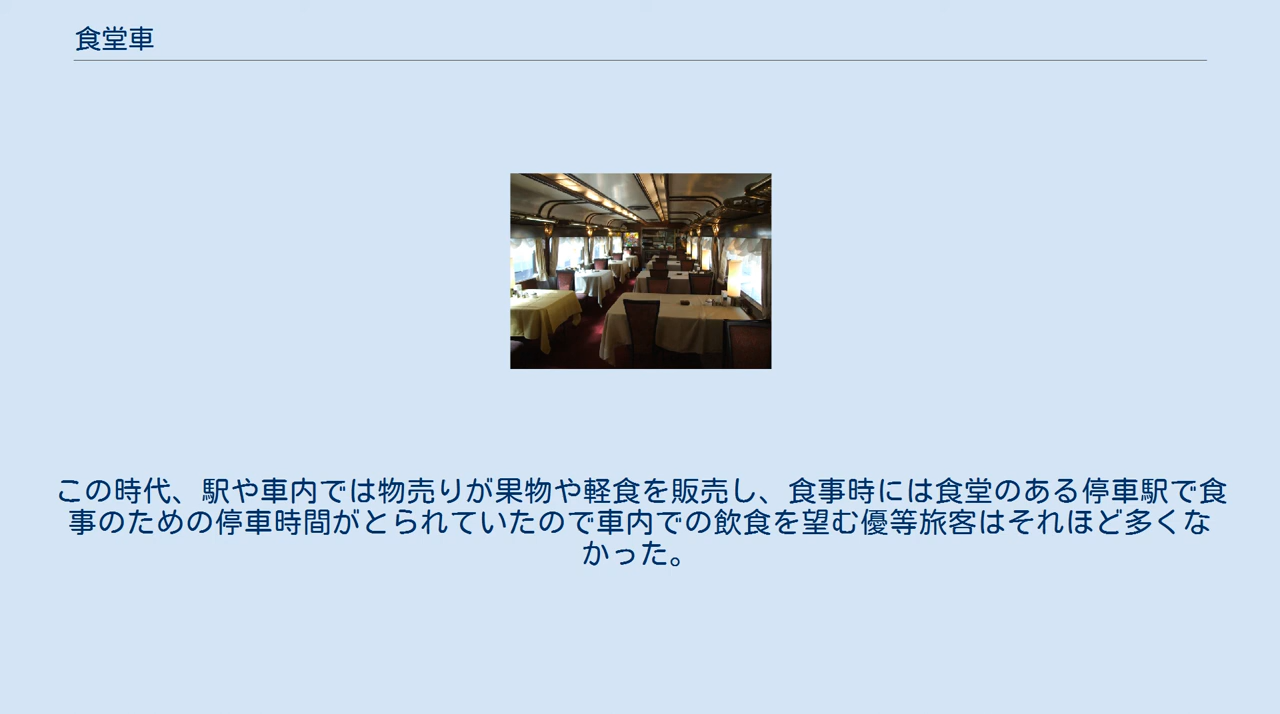 食堂車
この時代、駅や車内では物売りが果物や軽食を販売し、食事時には食堂のある停車駅で食
事のための停車時間がとられていたので車内での飲食を望む優等旅客はそれほど多くな
かった。